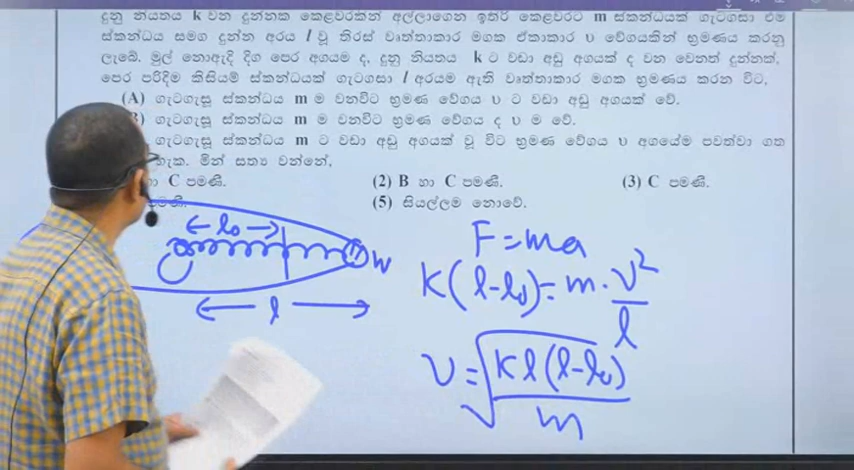 දුනු නියතය k වන දුන්නක කෙළවරකින් අල්ලාගෙන ඉතිරි කෙළවරට m ස්කන්ධයක් ගැටගසා එම
ස්කන්ධය සමග දුන්න අරය l වූ තිරස් වෘත්තාකාර මගක ඒකාකාර υ වේගයකින් භ්‍රමණය කරනු
ලැබේ. මුල් නොඇදි දිග පෙර අගයම ද, දුනු නියතය k ට වඩා අඩු අගයක් ද වන වෙනත් දුන්නක්,
පෙර පරිදිම කිසියම් ස්කන්ධයක් ගැටගසා l අරයම ඇති වෘත්තාකාර මගක භ්‍රමණය කරන විට,
(A) ගැටගැසූ ස්කන්ධය m ම වනවිට භ්‍රමණ වේගය υ ට වඩා අඩු අගයක් වේ.
) ගැටගැසූ ස්කන්ධය m ම වනවිට භ්‍රමණ වේගය ද υ ම වේ.
ගැටගැසූ ස්කන්ධය m ට වඩා අඩු අගයක් වූ විට භ්‍රමණ වේගය υ අගයේම පවත්වා ගත
හැක. මින් සත්‍ය වන්නේ,
හා C පමණි. (2) B හා C පමණි. (3) C පමණි.
පමණි. (5) සියල්ලම නොවේ.
l₀
m
l
F = ma
k(l-l₀) = m . v²/l
v = √(kl(l-l₀)/m)